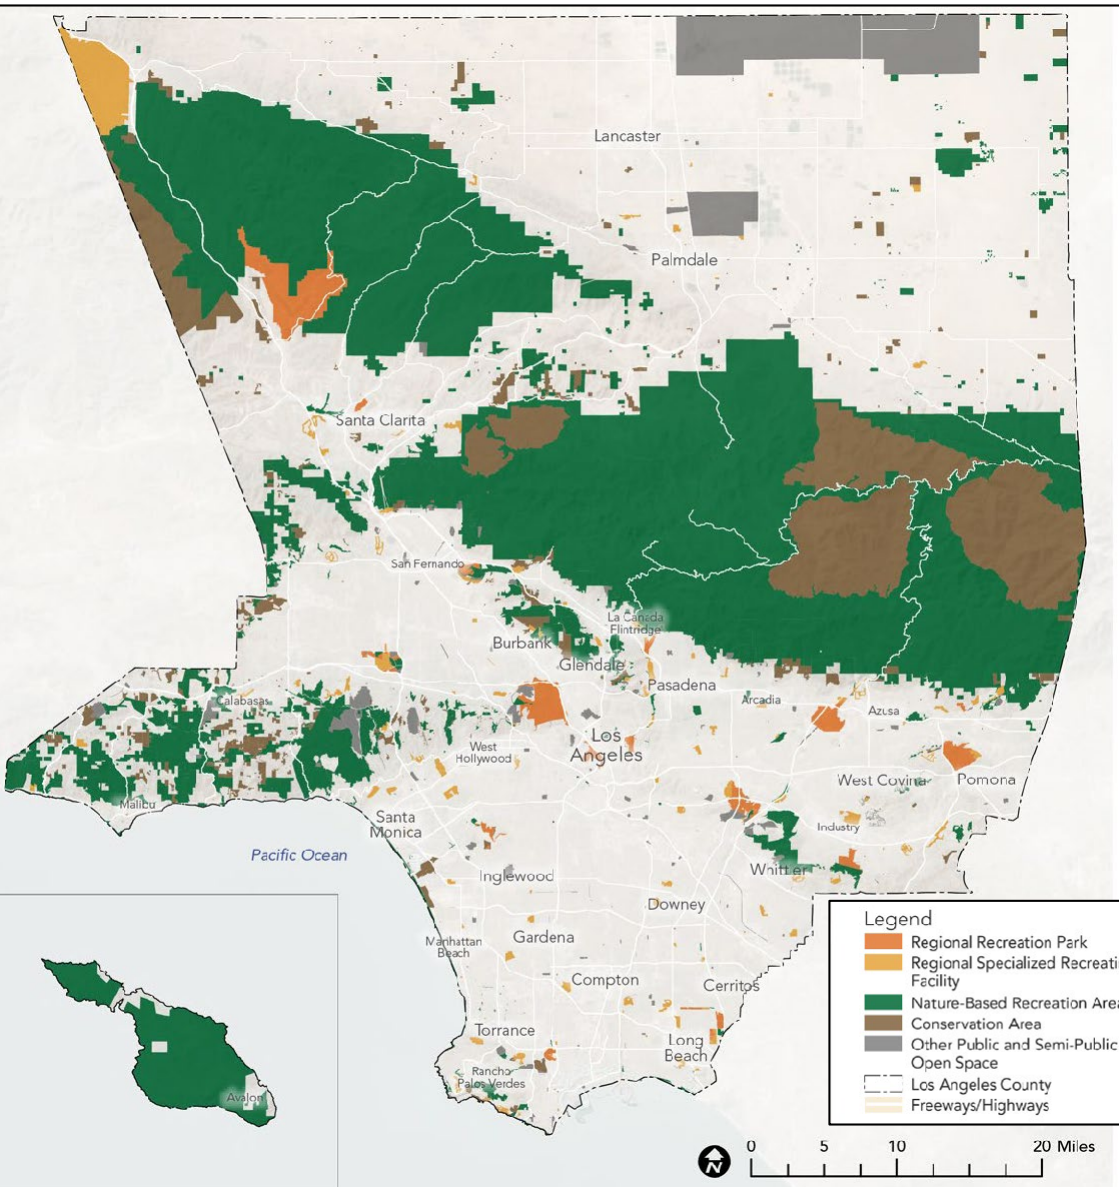 Lancaster
Palmdale
Santa Clarita
San Fernando
La Cañada
Flintridge
Burbank
Glendale
Pasadena
Arcadia
Azusa
Calabasas
West
Hollywood
Los
Angeles
West Covina
Pomona
Malibu
Santa
Monica
Industry
Pacific Ocean
Inglewood
Whittier
Downey
Manhattan
Beach
Gardena
Compton
Cerritos
Torrance
Long
Beach
Rancho
Palos Verdes
Avalon
Legend
Regional Recreation Park
Regional Specialized Recreati
Facility
Nature-Based Recreation Area
Conservation Area
Other Public and Semi-Public
Open Space
Los Angeles County
Freeways/Highways
N
0 5 10 20 Miles